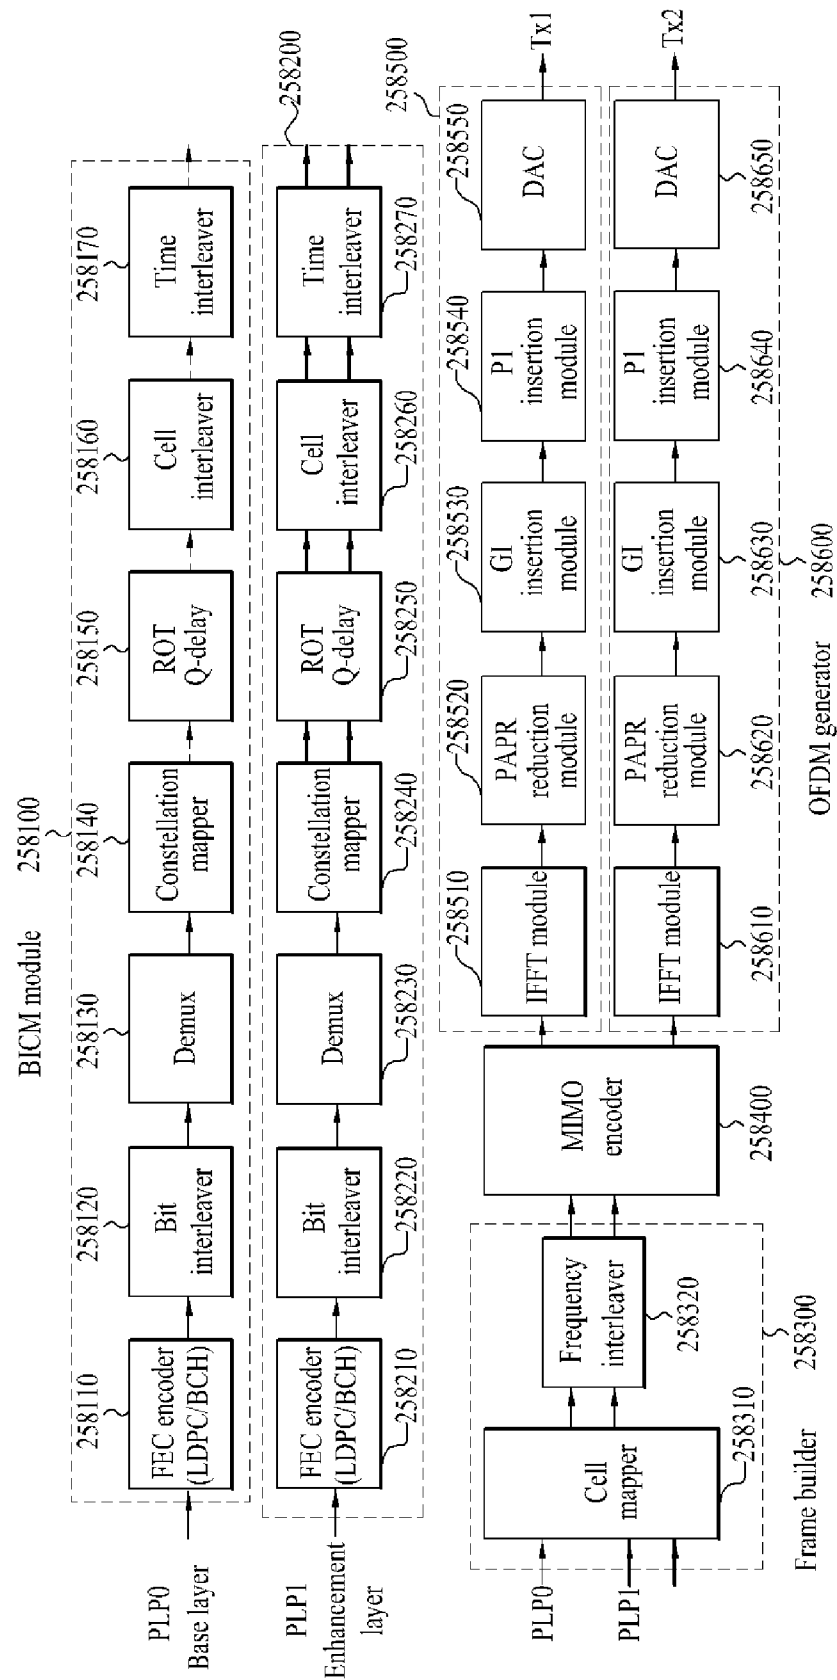 BICM module
258100
PLP0
Base layer
258110
FEC encoder
(LDPC/BCH)
258120
Bit
interleaver
258130
Demux
258140
Constellation
mapper
258150
ROT
Q-delay
258160
Cell
interleaver
258170
Time
interleaver
258200
PLP1
Enhancement
layer
FEC encoder
(LDPC/BCH)
258210
Bit
interleaver
258220
Demux
258230
Constellation
mapper
258240
ROT
Q-delay
258250
Cell
interleaver
258260
Time
interleaver
258270
258500
PLP0
PLP1
Cell
mapper
258310
Frequency
interleaver
258320
258300
Frame builder
MIMO
encoder
258400
258510
IFFT module
258520
PAPR
reduction
module
258530
GI
insertion
module
258540
P1
insertion
module
258550
DAC
Tx1
IFFT module
258610
PAPR
reduction
module
258620
GI
insertion
module
258630
P1
insertion
module
258640
DAC
258650
Tx2
258600
OFDM generator